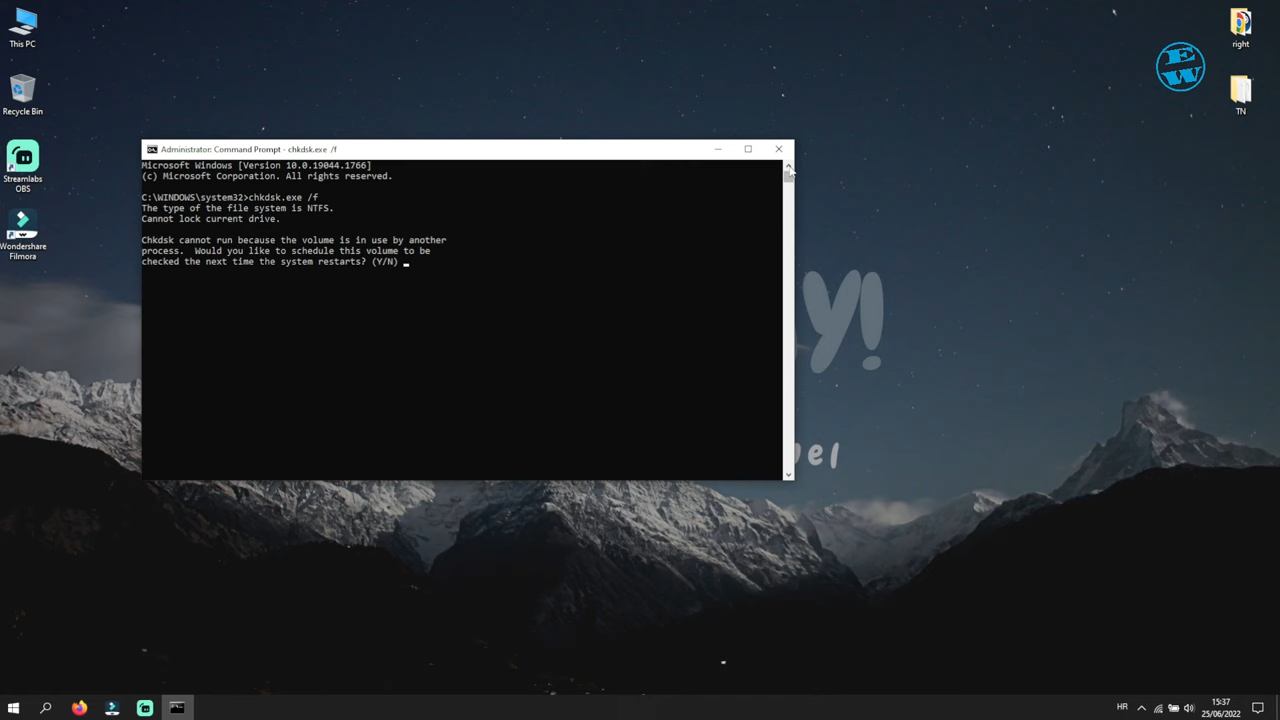 This PC
Recycle Bin
Streamlabs
OBS
Wondershare
Filmora
right
TN
EW
Administrator: Command Prompt - chkdsk.exe /f
Microsoft Windows [Version 10.0.19044.1766]
(c) Microsoft Corporation. All rights reserved.
C:\WINDOWS\system32>chkdsk.exe /f
The type of the file system is NTFS.
Cannot lock current drive.
Chkdsk cannot run because the volume is in use by another
process.  Would you like to schedule this volume to be
checked the next time the system restarts? (Y/N)
HR
15:37
25/06/2022